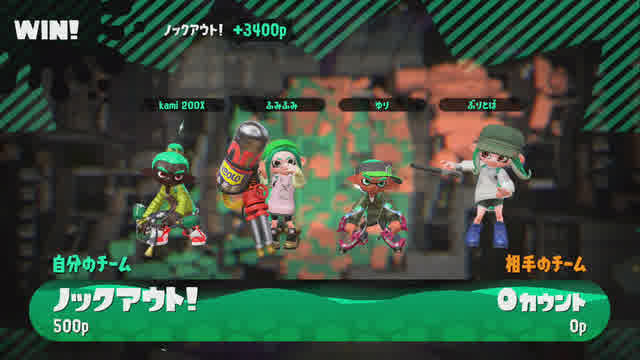 WIN!
ノックアウト! +3400p
kami 200X
ふみふみ
ゆり
ぷりとば
自分のチーム
相手のチーム
ノックアウト!
0カウント
500p
0p